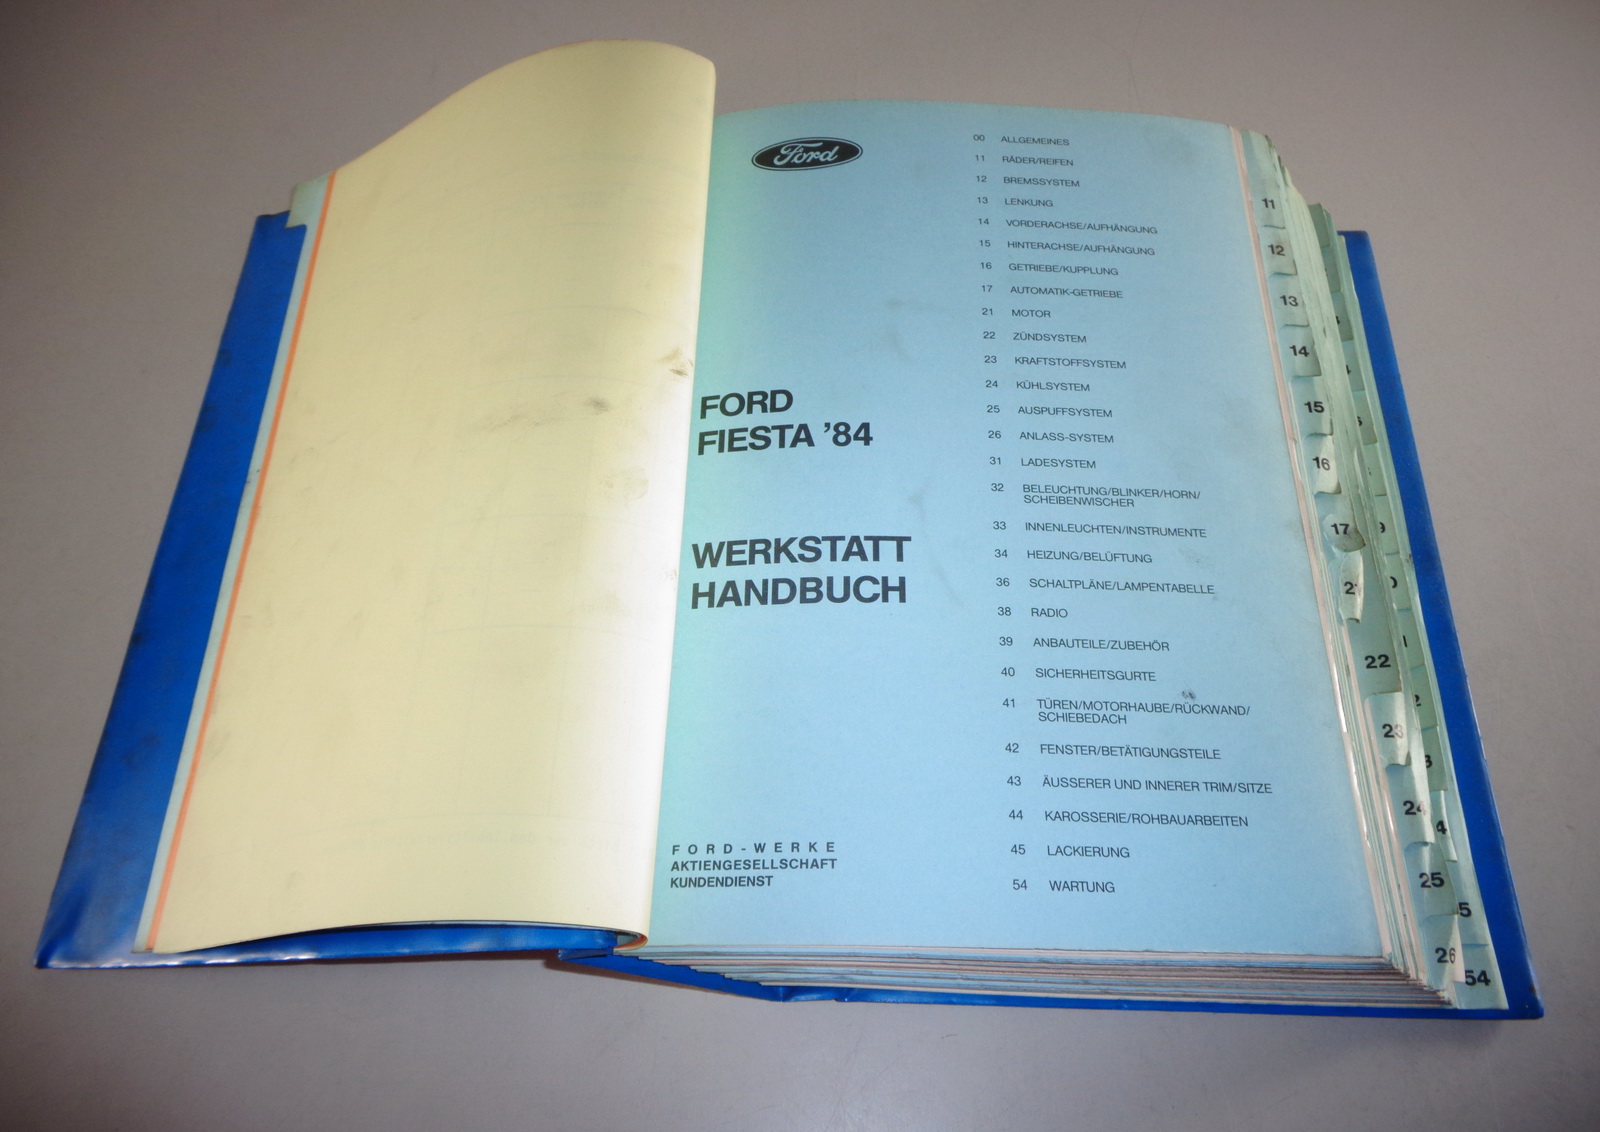 Ford
FORD
FIESTA '84
WERKSTATT
HANDBUCH
FORD-WERKE
AKTIENGESELLSCHAFT
KUNDENDIENST
00 ALLGEMEINES
11 RÄDER/REIFEN
12 BREMSSYSTEM
13 LENKUNG
14 VORDERACHSE/AUFHÄNGUNG
15 HINTERACHSE/AUFHÄNGUNG
16 GETRIEBE/KUPPLUNG
17 AUTOMATIK-GETRIEBE
21 MOTOR
22 ZÜNDSYSTEM
23 KRAFTSTOFFSYSTEM
24 KÜHLSYSTEM
25 AUSPUFFSYSTEM
26 ANLASS-SYSTEM
31 LADESYSTEM
32 BELEUCHTUNG/BLINKER/HORN/
SCHEIBENWISCHER
33 INNENLEUCHTEN/INSTRUMENTE
34 HEIZUNG/BELÜFTUNG
36 SCHALTPLÄNE/LAMPENTABELLE
38 RADIO
39 ANBAUTEILE/ZUBEHÖR
40 SICHERHEITSGURTE
41 TÜREN/MOTORHAUBE/RÜCKWAND/
SCHIEBEDACH
42 FENSTER/BETÄTIGUNGSTEILE
43 ÄUSSERER UND INNERER TRIM/SITZE
44 KAROSSERIE/ROHBAUARBEITEN
45 LACKIERUNG
54 WARTUNG
11
12
13
14
15
16
17
22
23
24
25
26
54